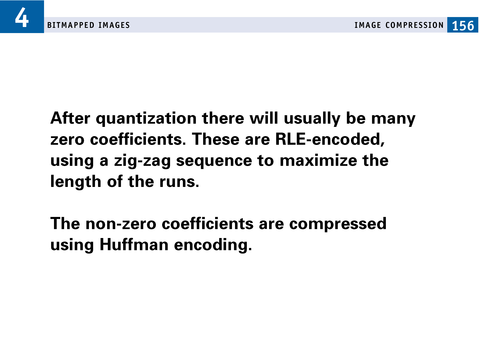 4 BITMAPPED IMAGES IMAGE COMPRESSION 156
After quantization there will usually be many
zero coefficients. These are RLE-encoded,
using a zig-zag sequence to maximize the
length of the runs.
The non-zero coefficients are compressed
using Huffman encoding.